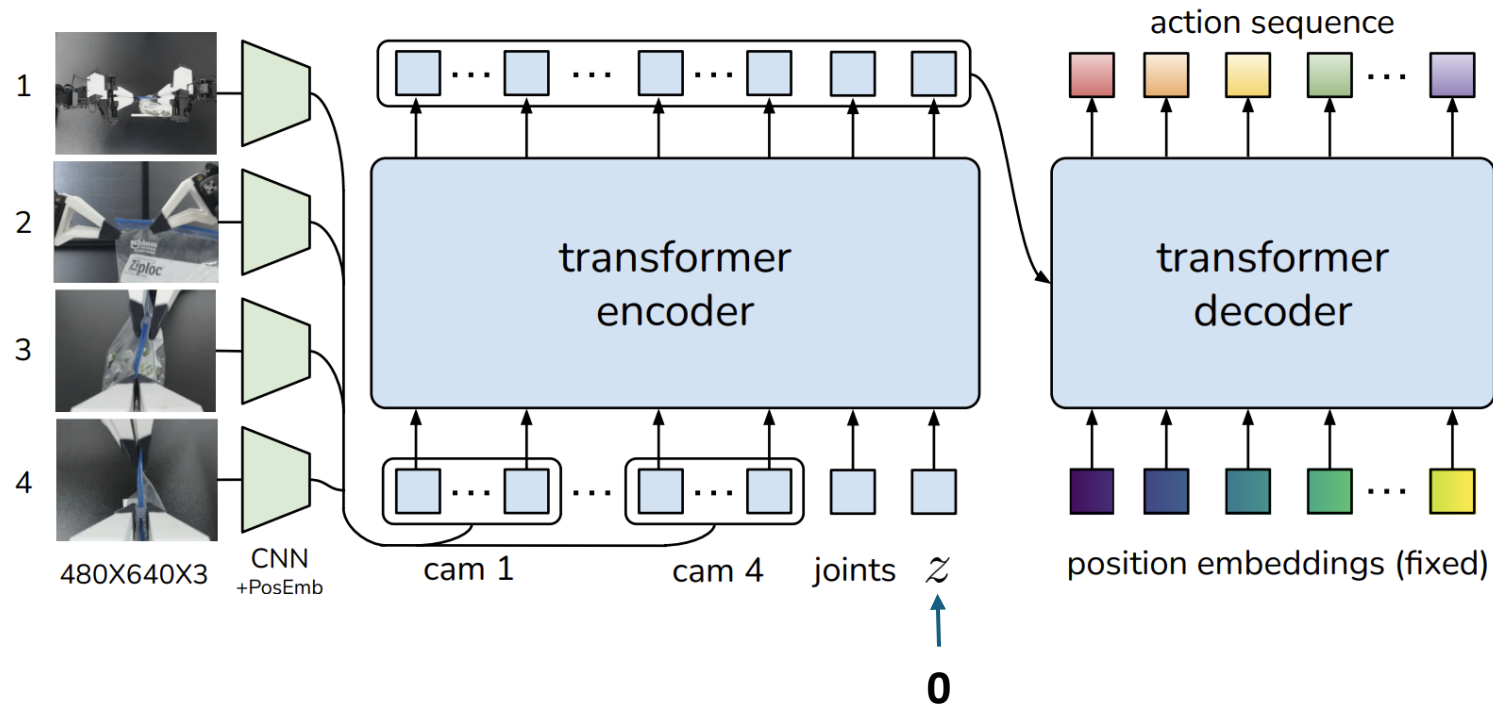 action sequence
1
2
3
4
Ziploc
transformer
encoder
transformer
decoder
480X640X3
CNN
+PosEmb
cam 1
cam 4
joints
z
position embeddings (fixed)
0